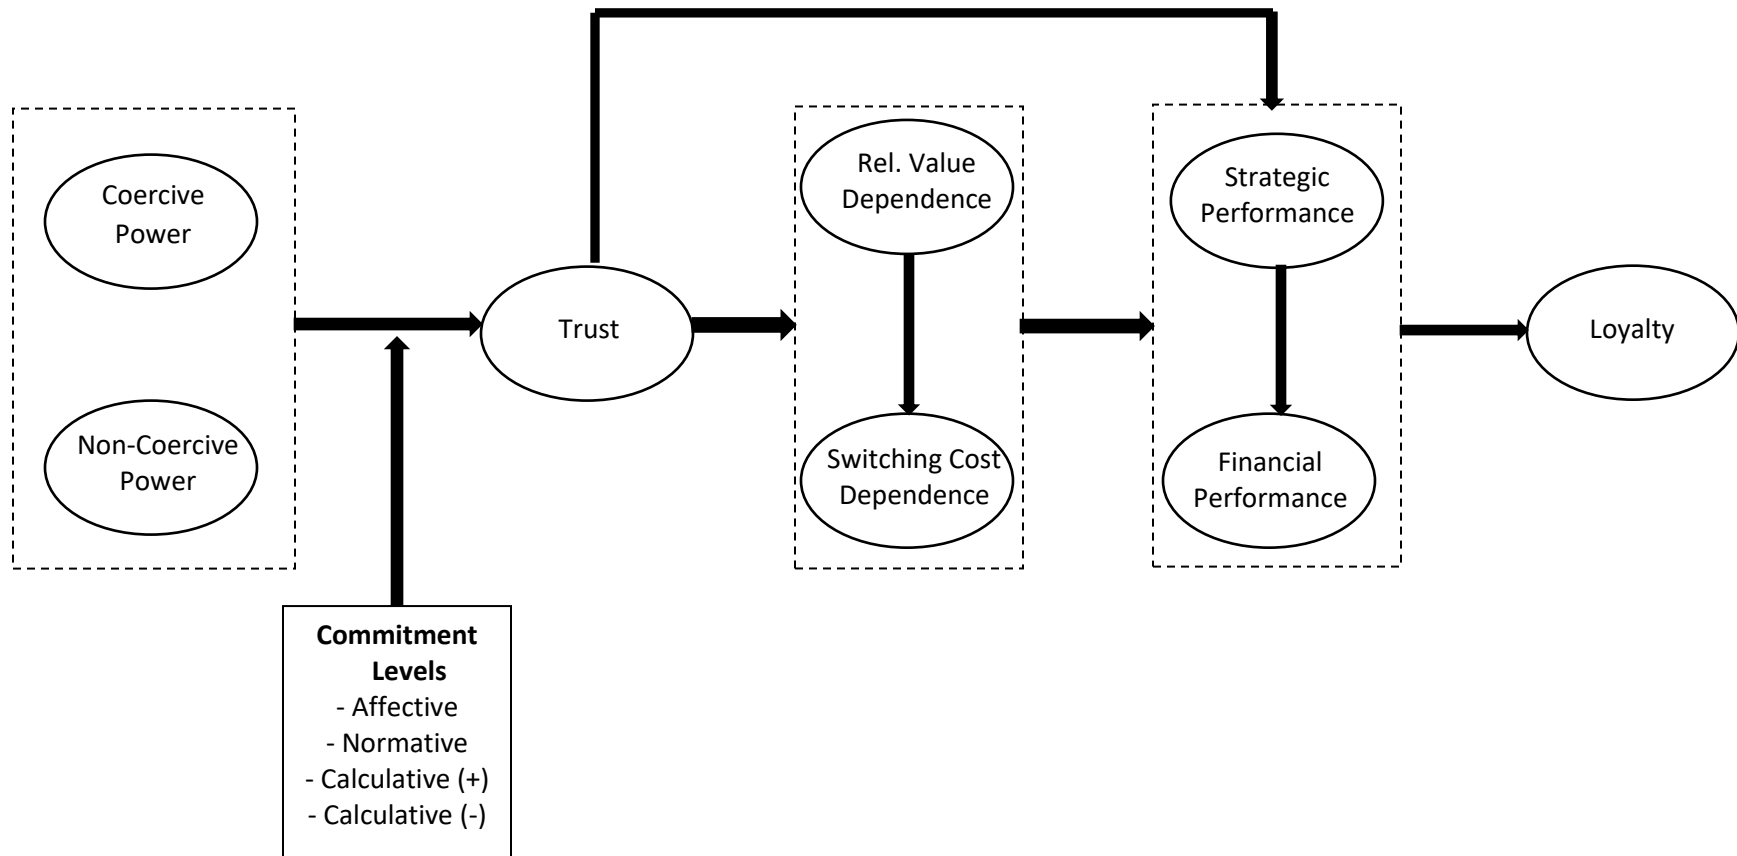 Coercive
Power
Non-Coercive
Power
Commitment
Levels
- Affective
- Normative
- Calculative (+)
- Calculative (-)
Trust
Rel. Value
Dependence
Switching Cost
Dependence
Strategic
Performance
Financial
Performance
Loyalty